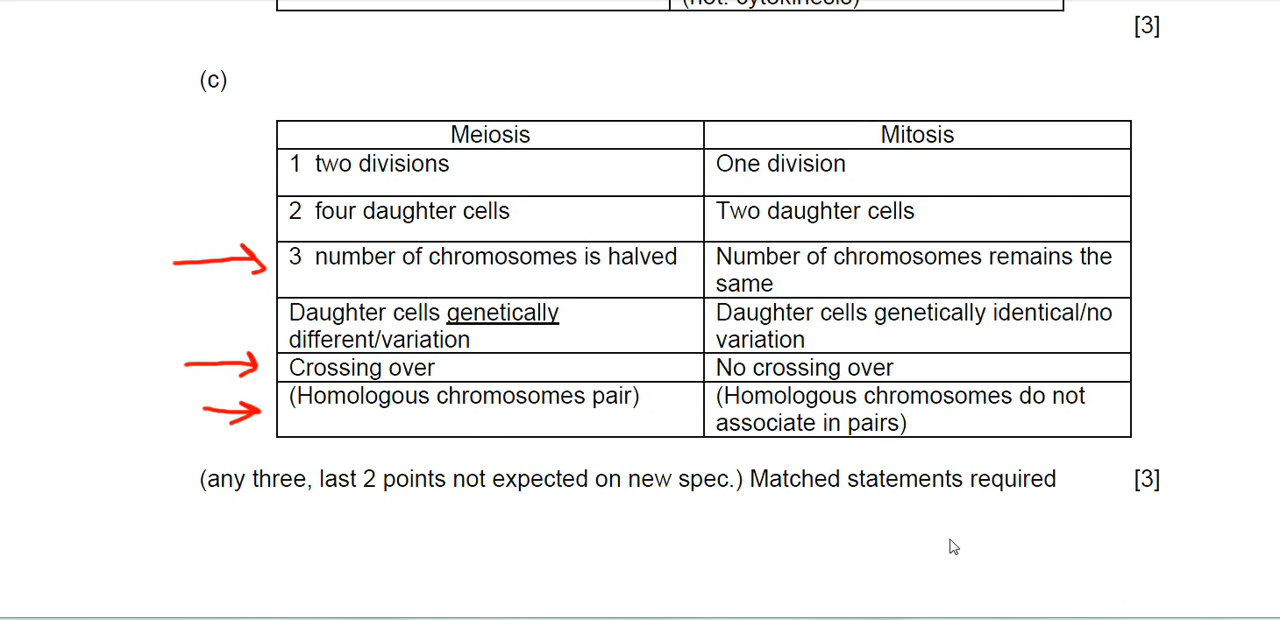 (not: cytokinesis)
[3]
(c)
Meiosis Mitosis
1 two divisions One division
2 four daughter cells Two daughter cells
3 number of chromosomes is halved Number of chromosomes remains the
same
Daughter cells genetically Daughter cells genetically identical/no
different/variation variation
Crossing over No crossing over
(Homologous chromosomes pair) (Homologous chromosomes do not
associate in pairs)
(any three, last 2 points not expected on new spec.) Matched statements required [3]